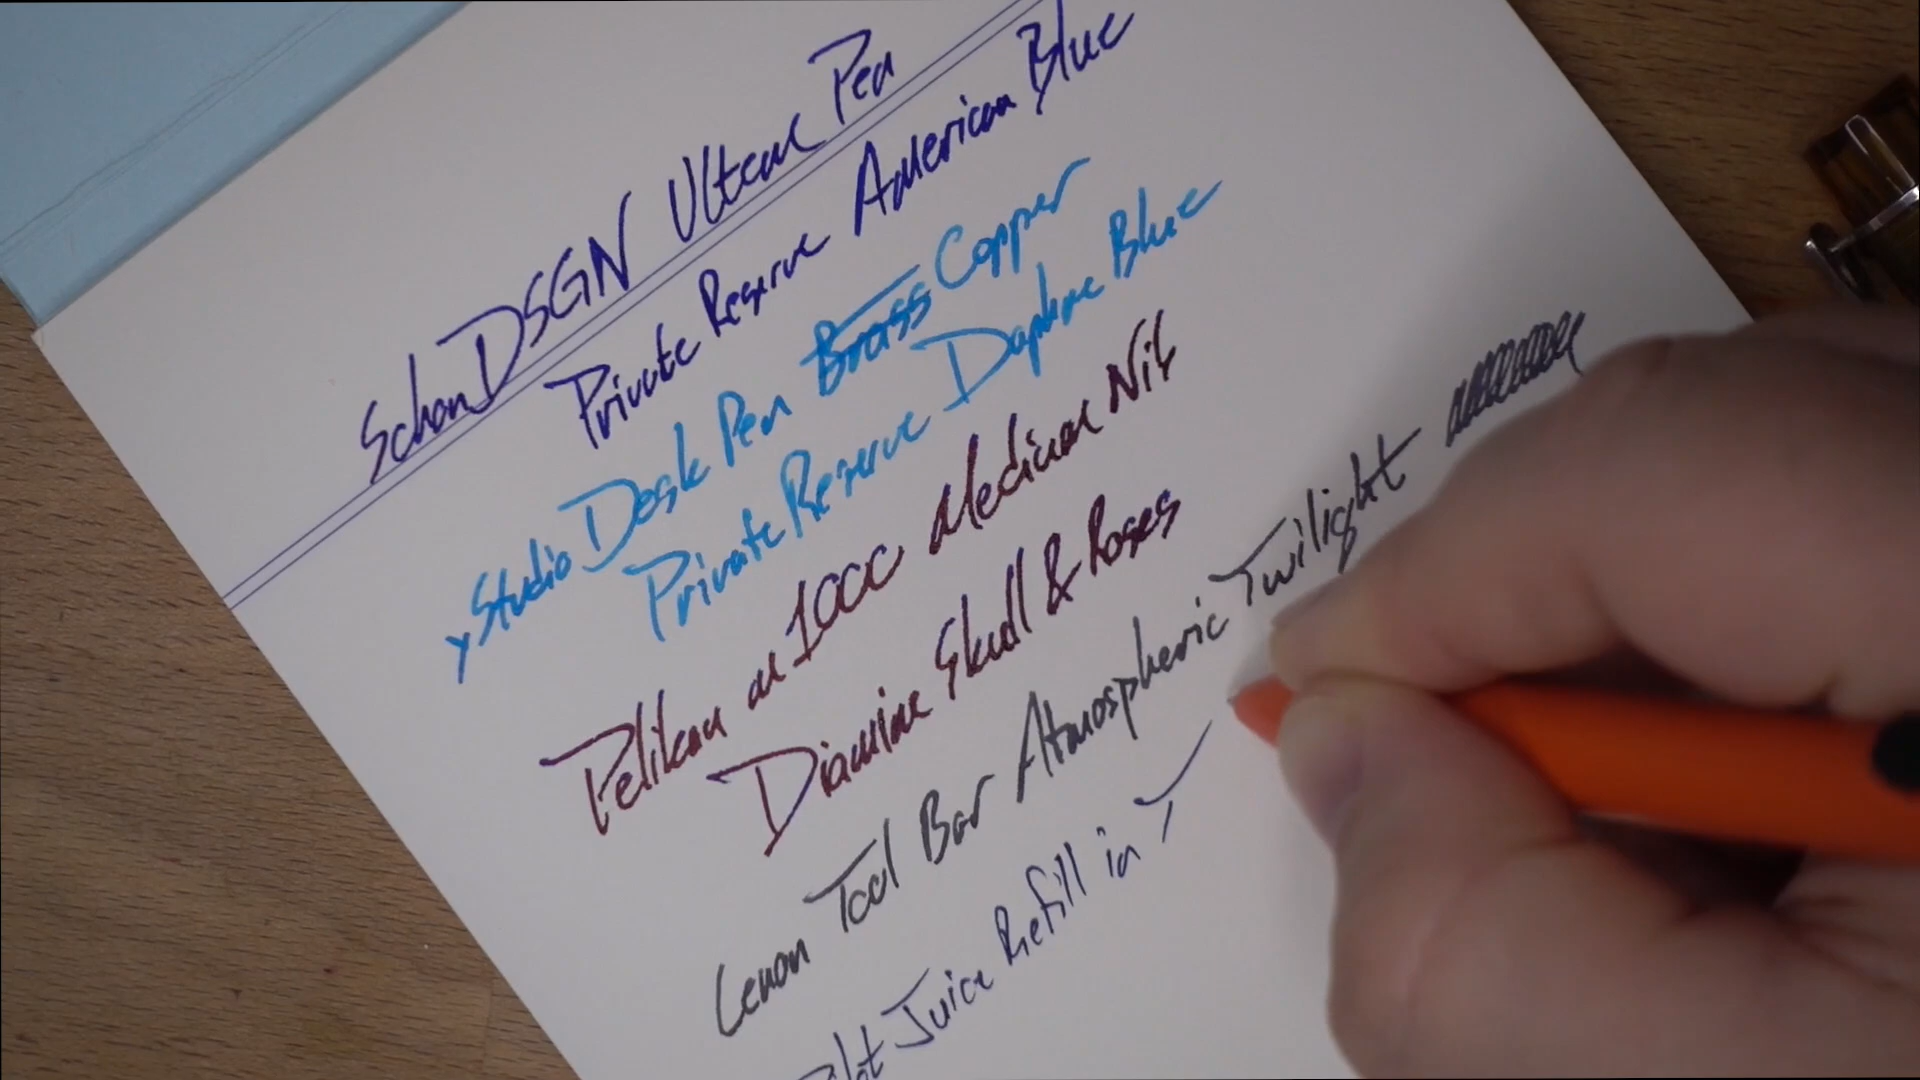 Schon DSGN Ultem Pen
Private Reserve American Blue
yStudio Desk Pen Brass Copper
Private Reserve Daphne Blue
Pelikan m 1000 Medium Nib
Diamine Skull & Roses
Lemon Tool Bar Atmospheric Twilight
Juice Refill in T